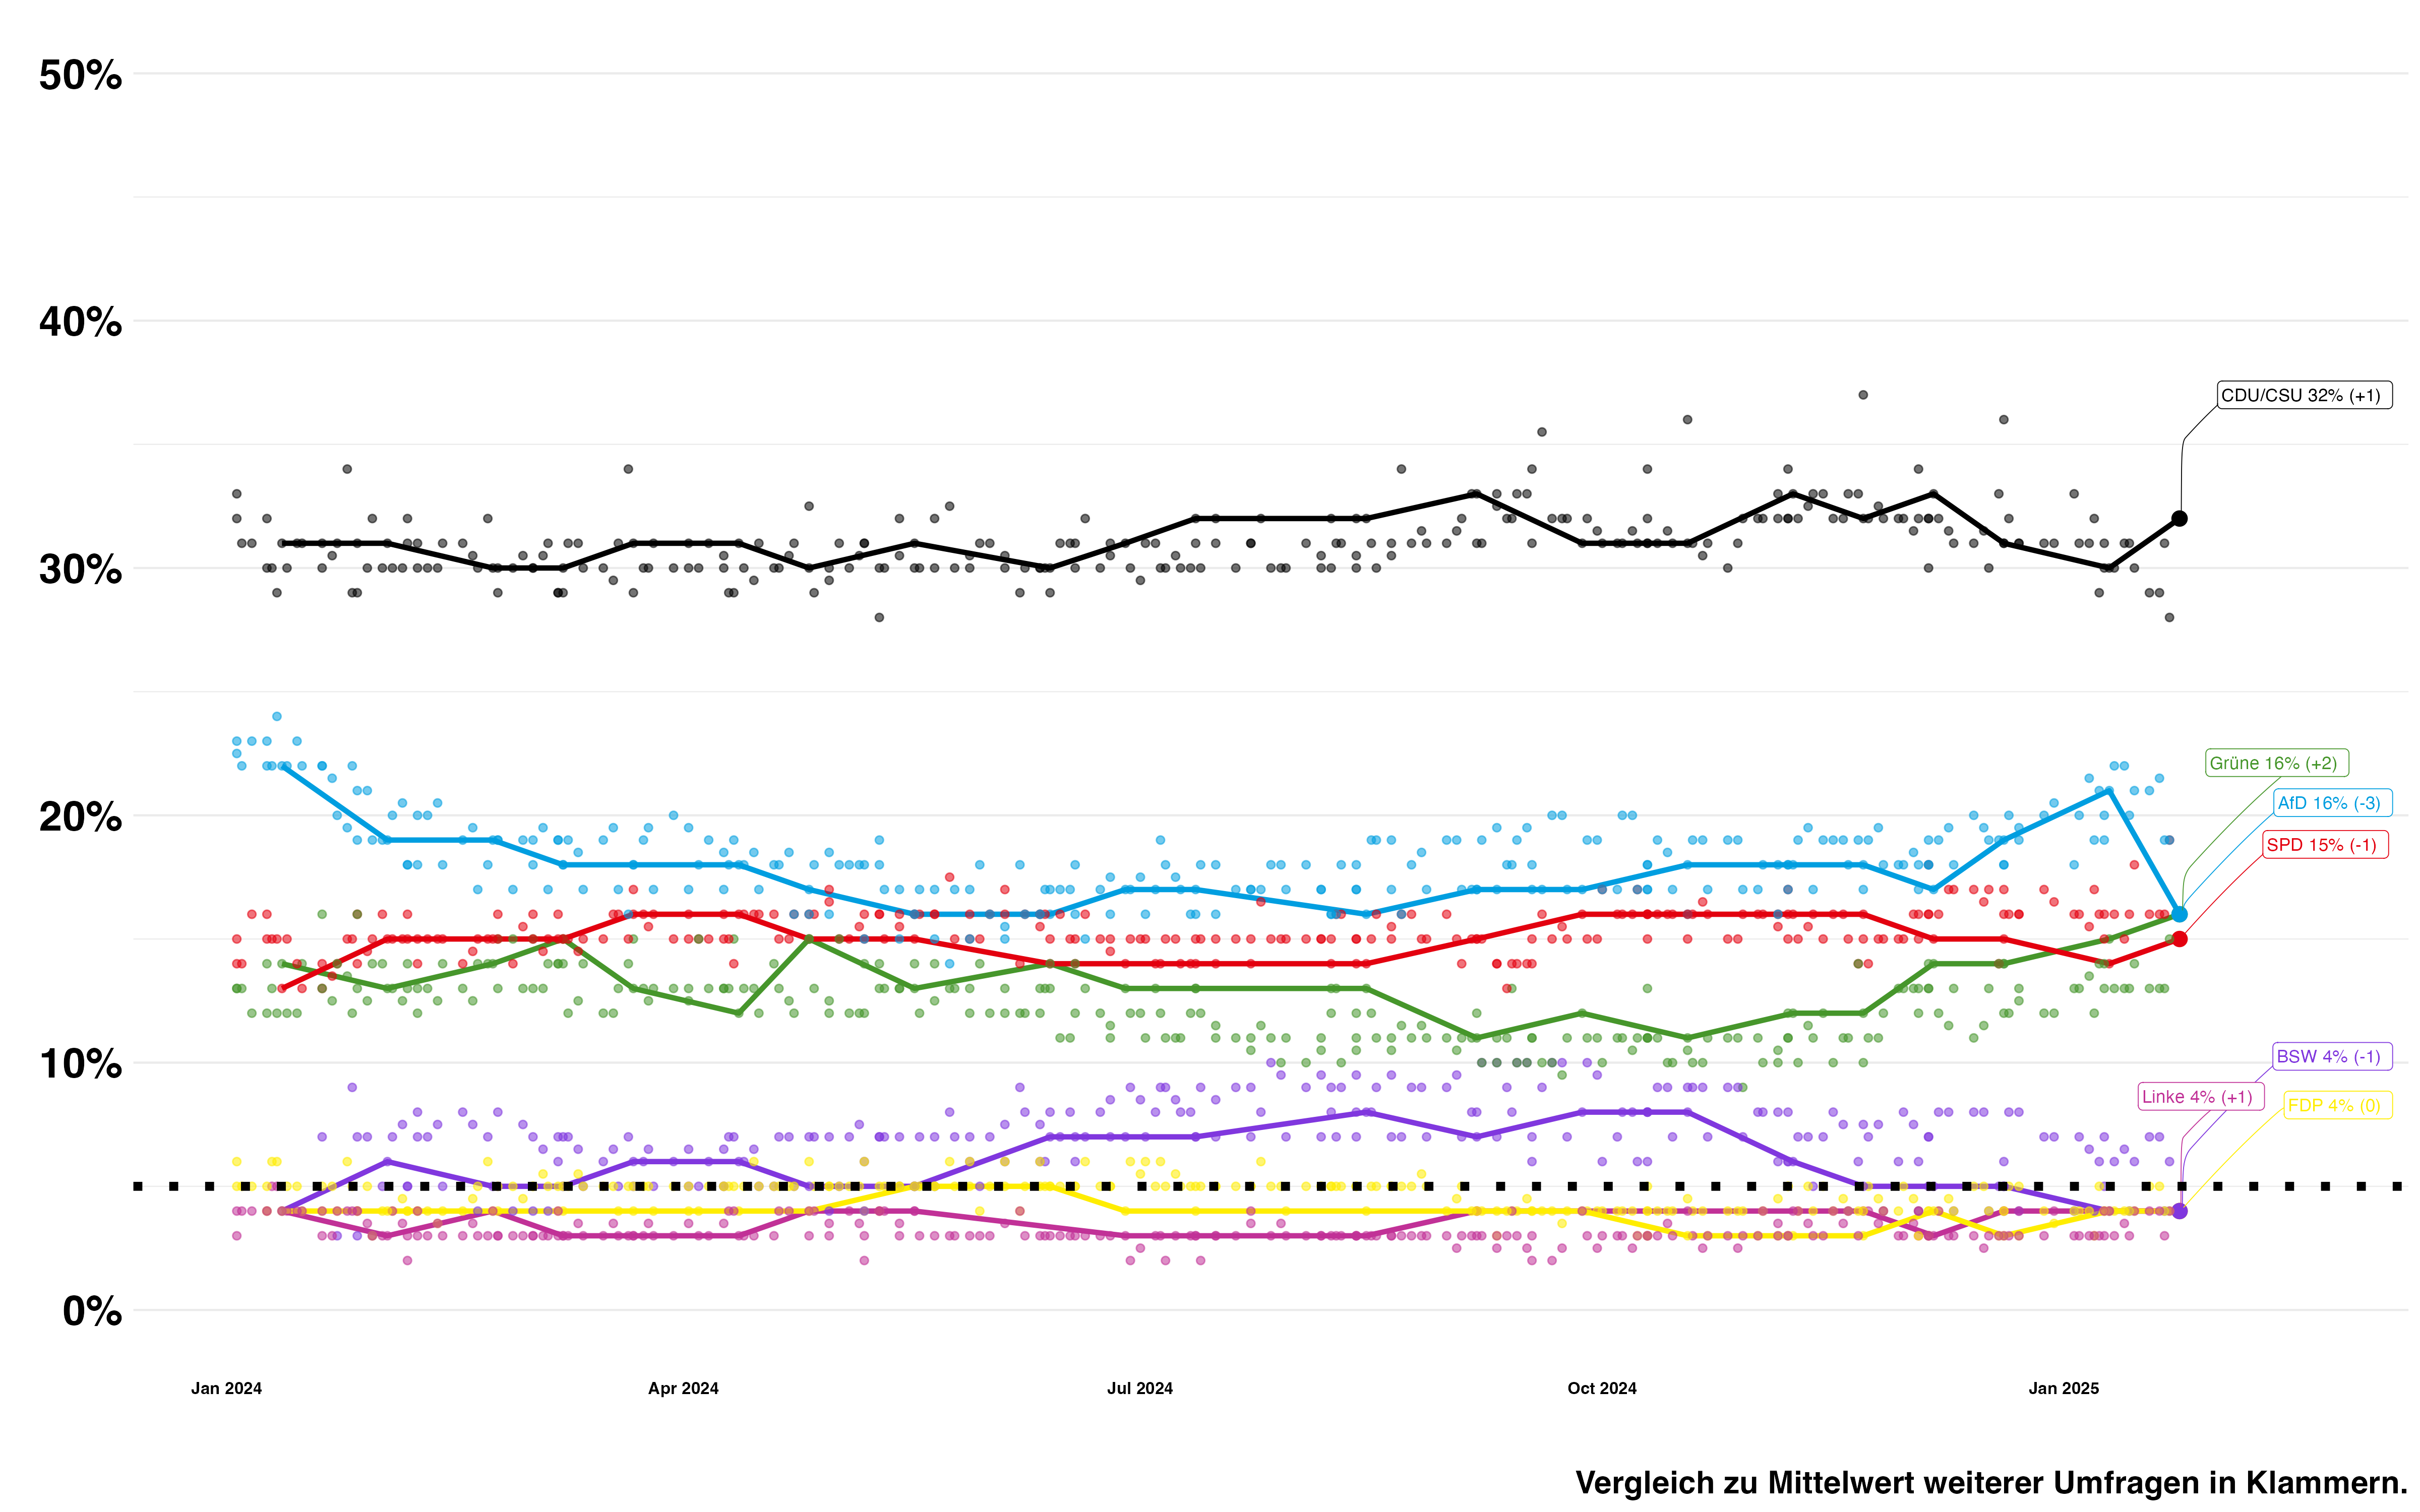 50%
40%
30%
20%
10%
0%
CDU/CSU 32% (+1)
Grüne 16% (+2)
AfD 16% (-3)
SPD 15% (-1)
BSW 4% (-1)
Linke 4% (+1)
FDP 4% (0)
Jan 2024
Apr 2024
Jul 2024
Oct 2024
Jan 2025
Vergleich zu Mittelwert weiterer Umfragen in Klammern.